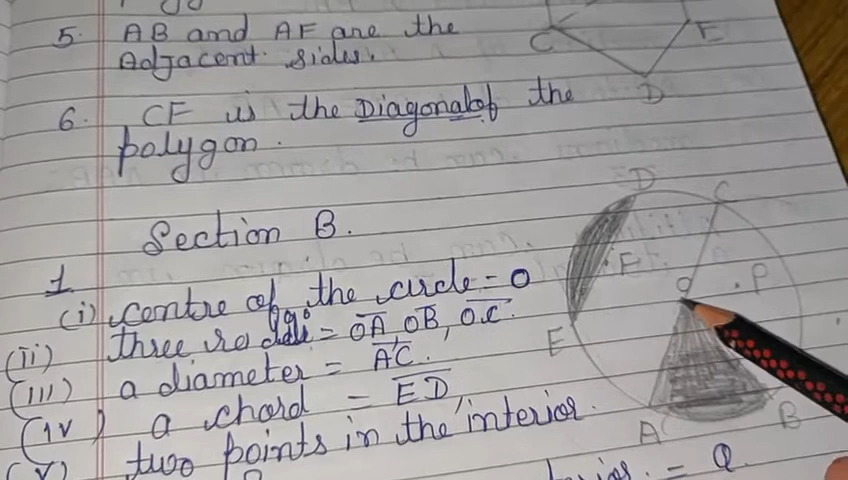 5. AB and AF are the
Adjacent sides.
6. CF is the Diagonal of the
polygon.
C
F
D
Section B.
1
(i) centre of the circle = O
(ii) three radii = OA, OB, OC.
(iii) a diameter = AC.
(iv) a chord = ED,
(v) two points in the interior.
= Q.
D
C
E
O
. P
E
A
B